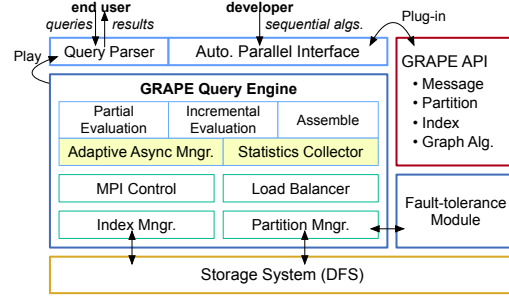 end user
developer
queries
results
sequential algs.
Plug-in
Play
Query Parser
Auto. Parallel Interface
GRAPE API
• Message
• Partition
• Index
• Graph Alg.
GRAPE Query Engine
Partial
Evaluation
Incremental
Evaluation
Assemble
Adaptive Async Mngr.
Statistics Collector
MPI Control
Load Balancer
Index Mngr.
Partition Mngr.
Fault-tolerance
Module
Storage System (DFS)